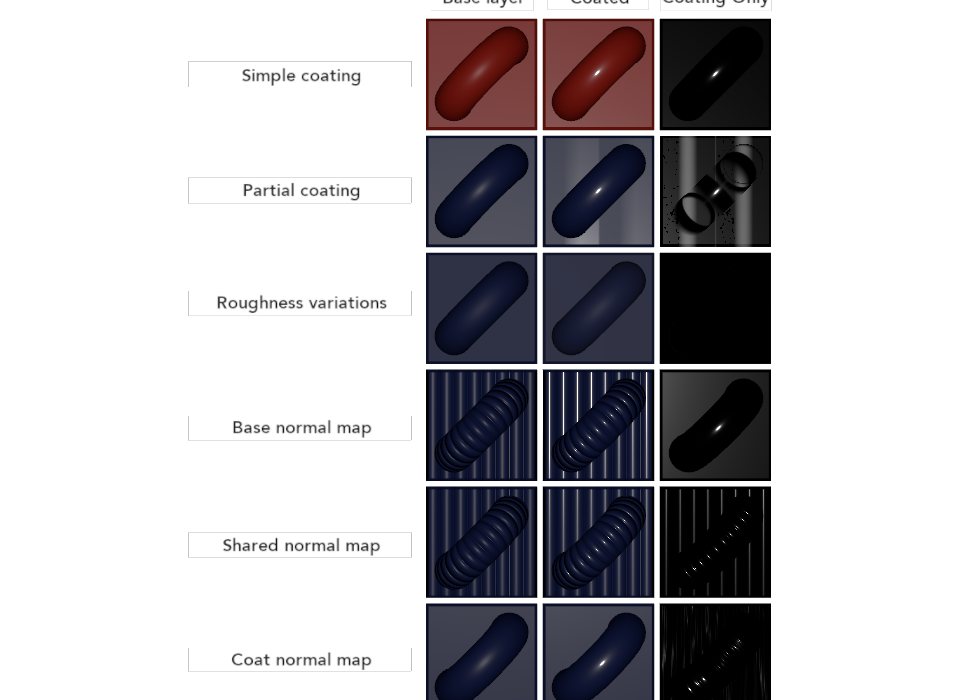 Base layer Coated Coating Only
Simple coating
Partial coating
Roughness variations
Base normal map
Shared normal map
Coat normal map